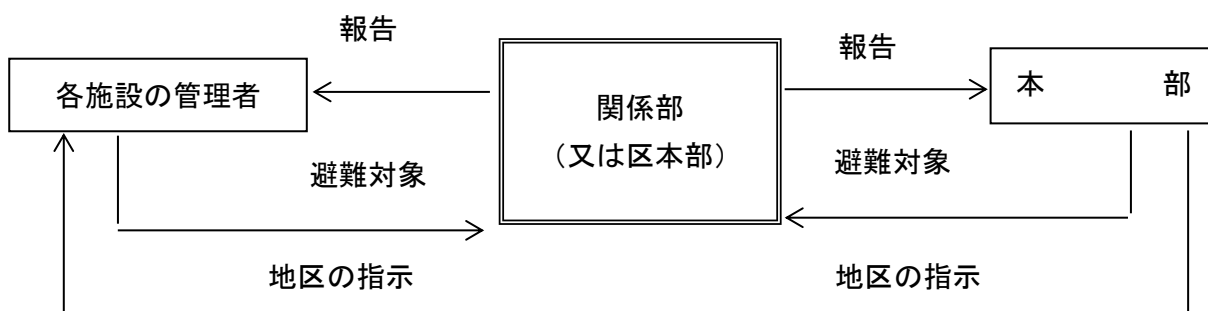 報告
報告
各施設の管理者
関係部
（又は区本部）
本　　　部
避難対象
避難対象
地区の指示
地区の指示